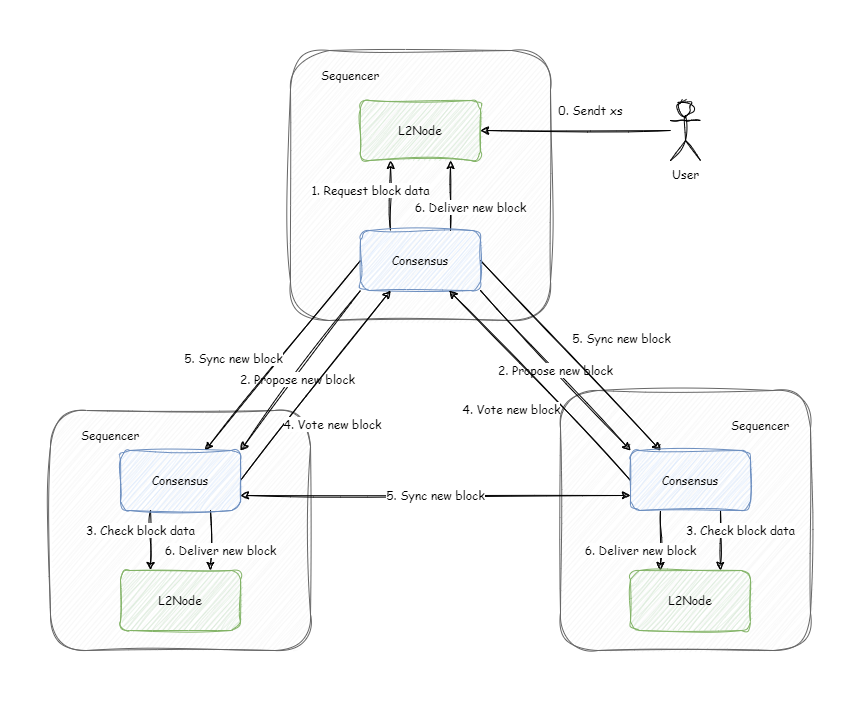 Sequencer
0. Sendt xs
L2Node
User
1. Request block data
6. Deliver new block
Consensus
5. Sync new block
5. Sync new block
2. Propose new block
2. Propose new block
4. Vote new block
4. Vote new block
Sequencer
Sequencer
Consensus
Consensus
5. Sync new block
3. Check block data
3. Check block data
6. Deliver new block
6. Deliver new block
L2Node
L2Node